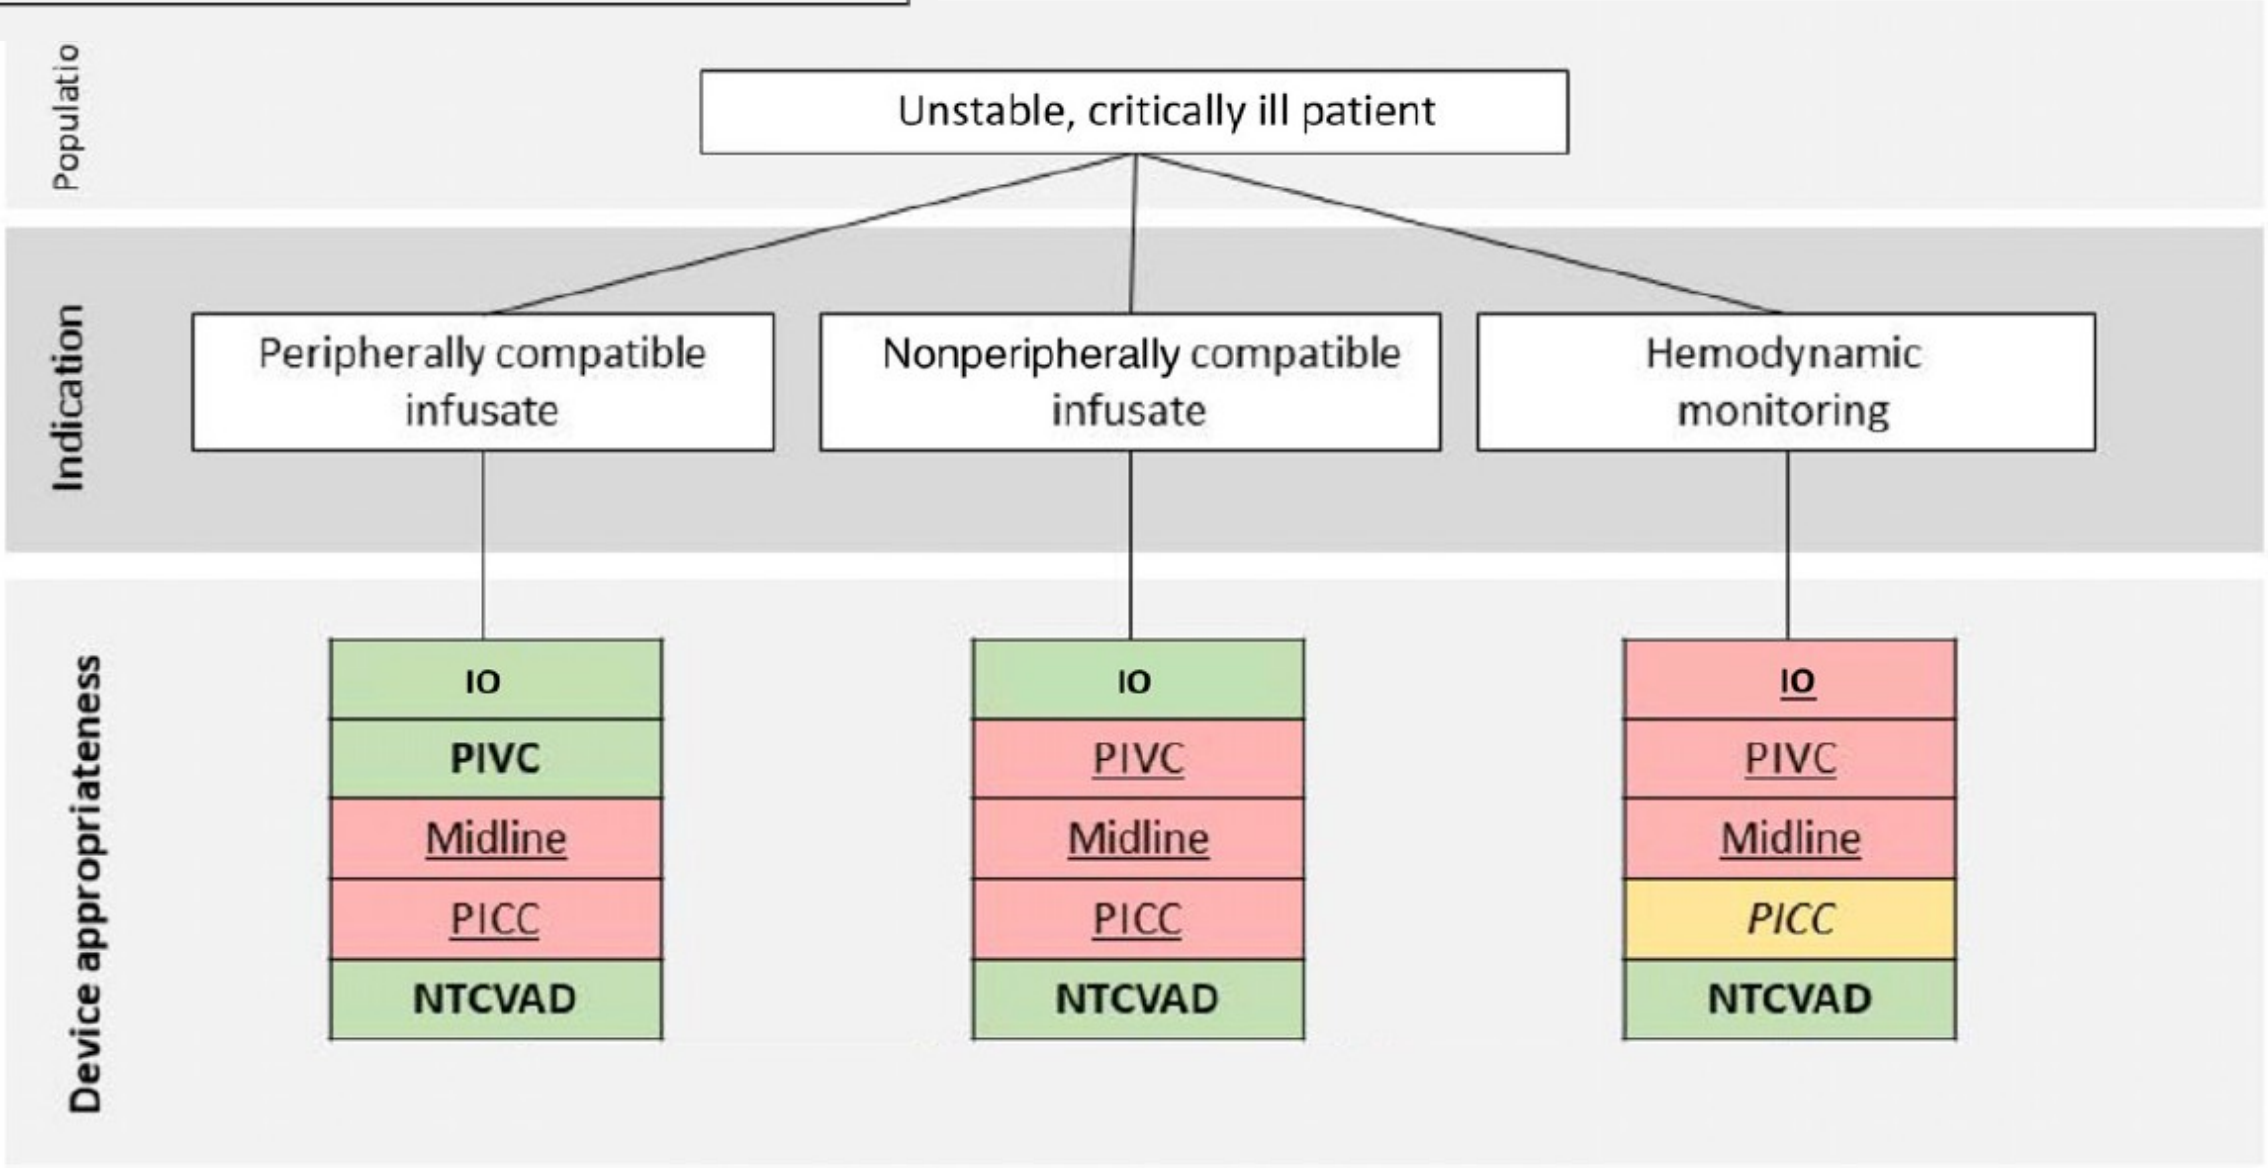 Populatio
Unstable, critically ill patient
Indication
Peripherally compatible
infusate
Nonperipherally compatible
infusate
Hemodynamic
monitoring
Device appropriateness
IO
PIVC
Midline
PICC
NTCVAD
IO
PIVC
Midline
PICC
NTCVAD
IO
PIVC
Midline
PICC
NTCVAD